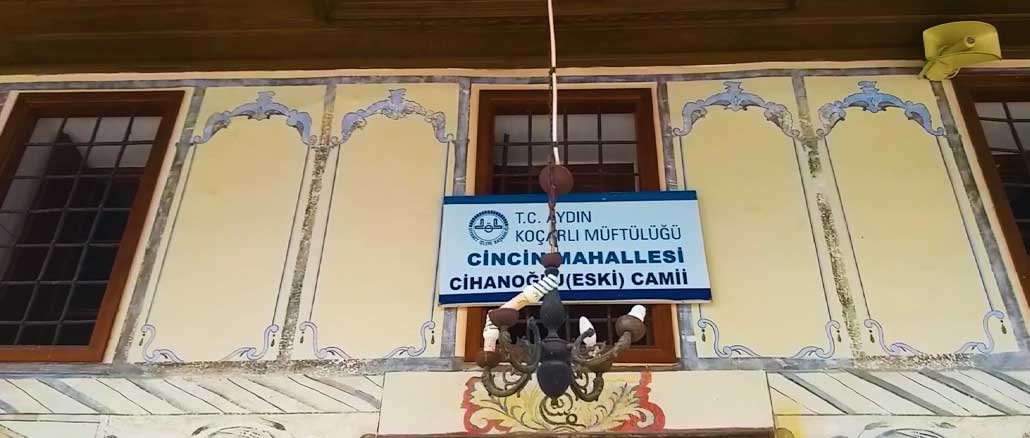 T.C. AYDIN
KOÇARLI MÜFTÜLÜĞÜ
CİNCİN MAHALLESİ
CİHANOĞLU(ESKİ) CAMİİ